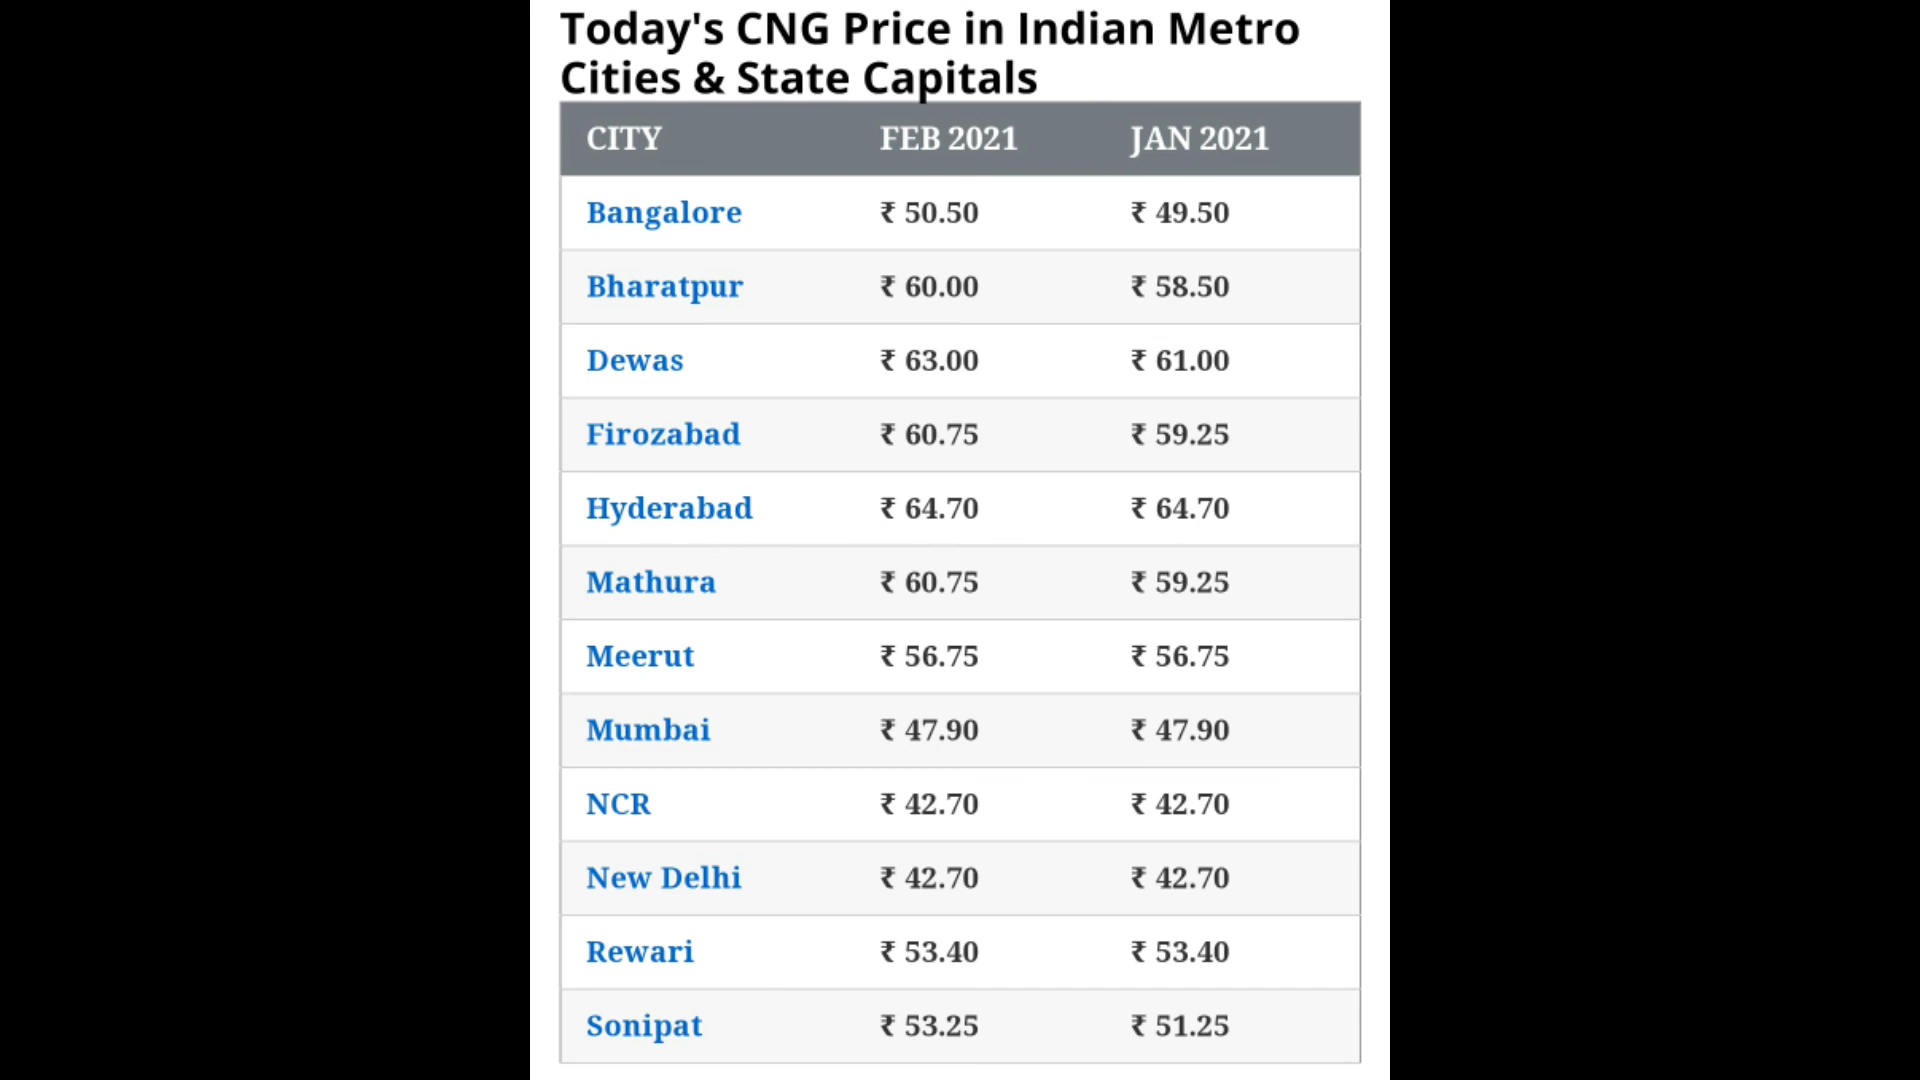 Today's CNG Price in Indian Metro
Cities & State Capitals
CITY FEB 2021 JAN 2021
Bangalore ₹ 50.50 ₹ 49.50
Bharatpur ₹ 60.00 ₹ 58.50
Dewas ₹ 63.00 ₹ 61.00
Firozabad ₹ 60.75 ₹ 59.25
Hyderabad ₹ 64.70 ₹ 64.70
Mathura ₹ 60.75 ₹ 59.25
Meerut ₹ 56.75 ₹ 56.75
Mumbai ₹ 47.90 ₹ 47.90
NCR ₹ 42.70 ₹ 42.70
New Delhi ₹ 42.70 ₹ 42.70
Rewari ₹ 53.40 ₹ 53.40
Sonipat ₹ 53.25 ₹ 51.25